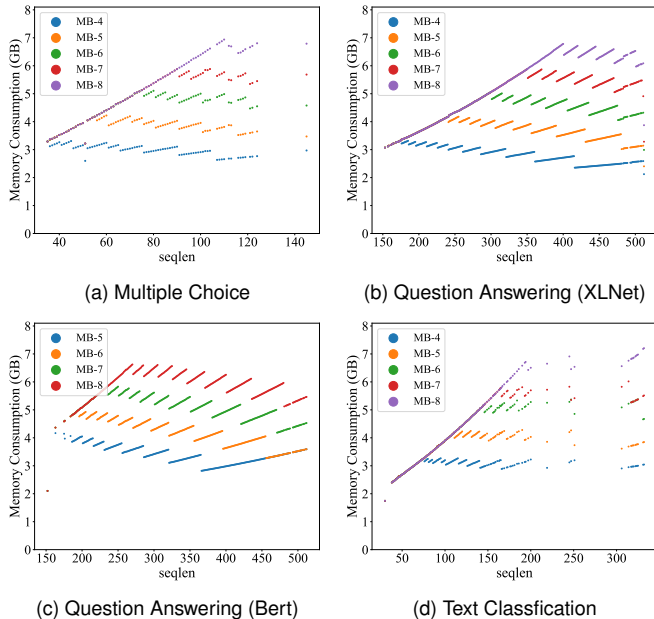 8
7
6
5
4
3
2
1
0
Memory Consumption (GB)
MB-4
MB-5
MB-6
MB-7
MB-8
40 60 80 100 120 140
seqlen
(a) Multiple Choice
8
7
6
5
4
3
2
1
0
Memory Consumption (GB)
MB-4
MB-5
MB-6
MB-7
MB-8
150 200 250 300 350 400 450 500
seqlen
(b) Question Answering (XLNet)
8
7
6
5
4
3
2
1
0
Memory Consumption (GB)
MB-5
MB-6
MB-7
MB-8
150 200 250 300 350 400 450 500
seqlen
(c) Question Answering (Bert)
8
7
6
5
4
3
2
1
0
Memory Consumption (GB)
MB-4
MB-5
MB-6
MB-7
MB-8
50 100 150 200 250 300
seqlen
(d) Text Classfication